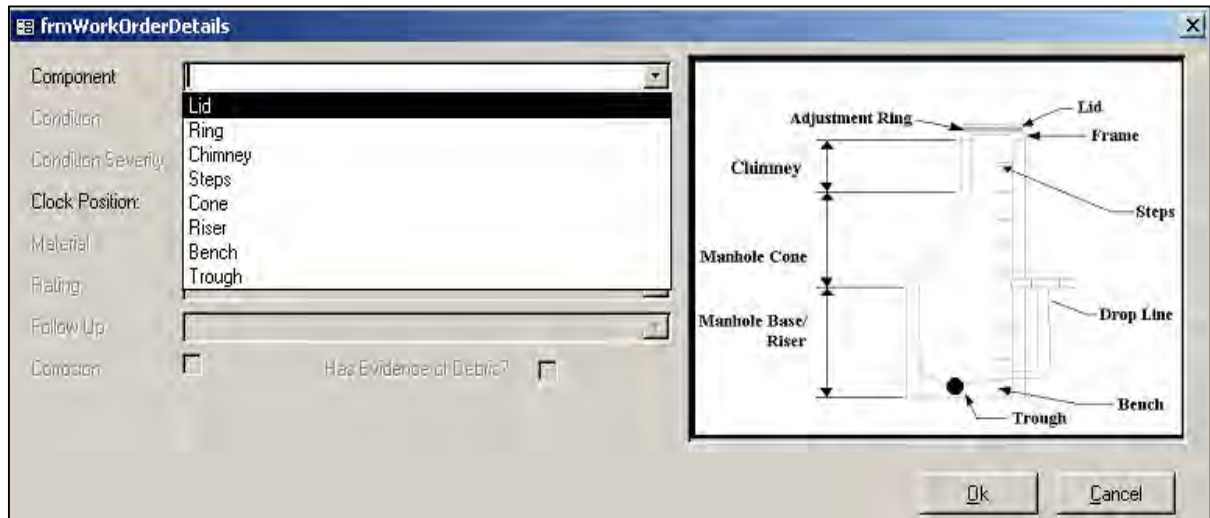 frmWorkOrderDetails
Component
Lid
Ring
Chimney
Steps
Cone
Riser
Bench
Trough
Condition
Condition Severity
Clock Position:
Material
Rating
Follow Up
Corrosion
Has Evidence of Debric?
Adjustment Ring
Lid
Frame
Chimney
Steps
Manhole Cone
Drop Line
Manhole Base/
Riser
Bench
Trough
Ok
Cancel